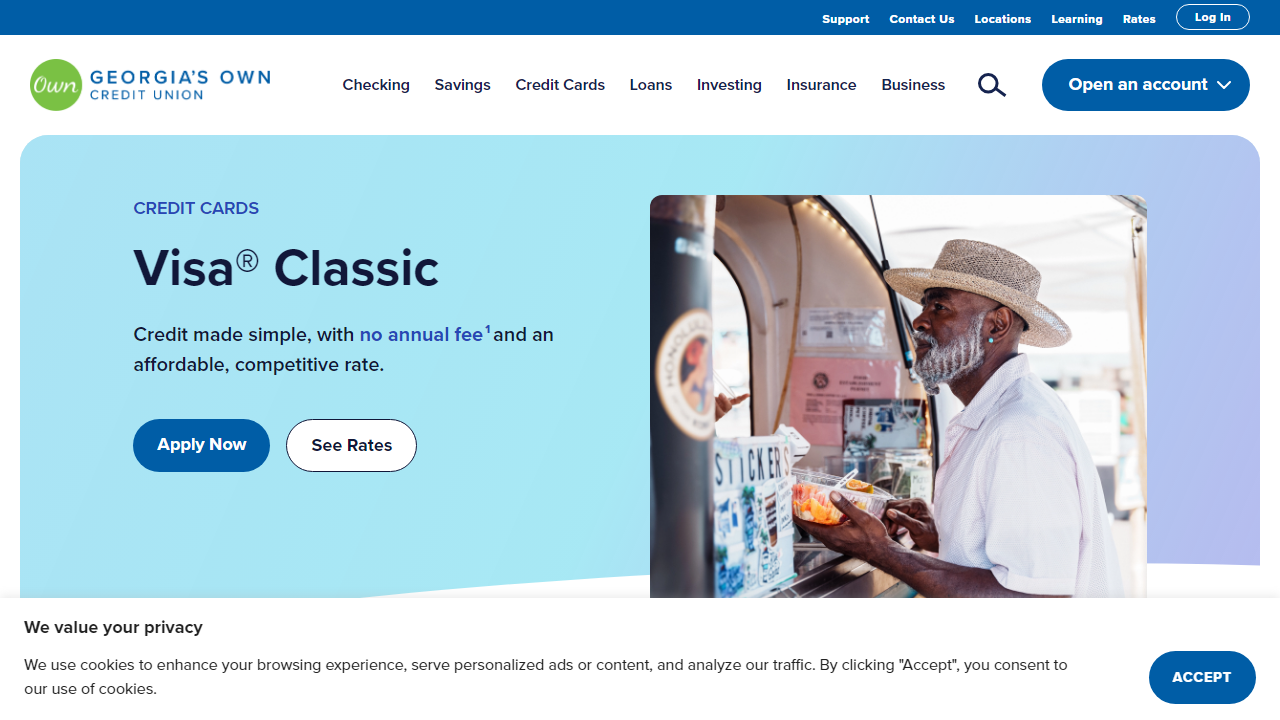 Support Contact Us Locations Learning Rates Log In
Own GEORGIA'S OWN
CREDIT UNION
Checking Savings Credit Cards Loans Investing Insurance Business Open an account
CREDIT CARDS
Visa® Classic
Credit made simple, with no annual fee¹ and an
affordable, competitive rate.
Apply Now See Rates
HONOLULU
STICKERS
We value your privacy
We use cookies to enhance your browsing experience, serve personalized ads or content, and analyze our traffic. By clicking "Accept", you consent to
our use of cookies.
ACCEPT